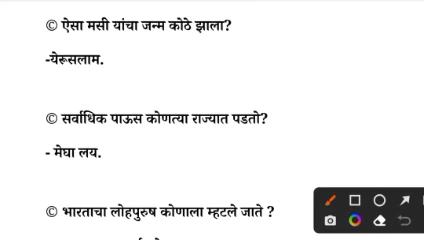 © ऐसा मसी यांचा जन्म कोठे झाला?
-येरूसलाम.
© सर्वाधिक पाऊस कोणत्या राज्यात पडतो?
- मेघा लय.
© भारताचा लोहपुरुष कोणाला म्हटले जाते ?